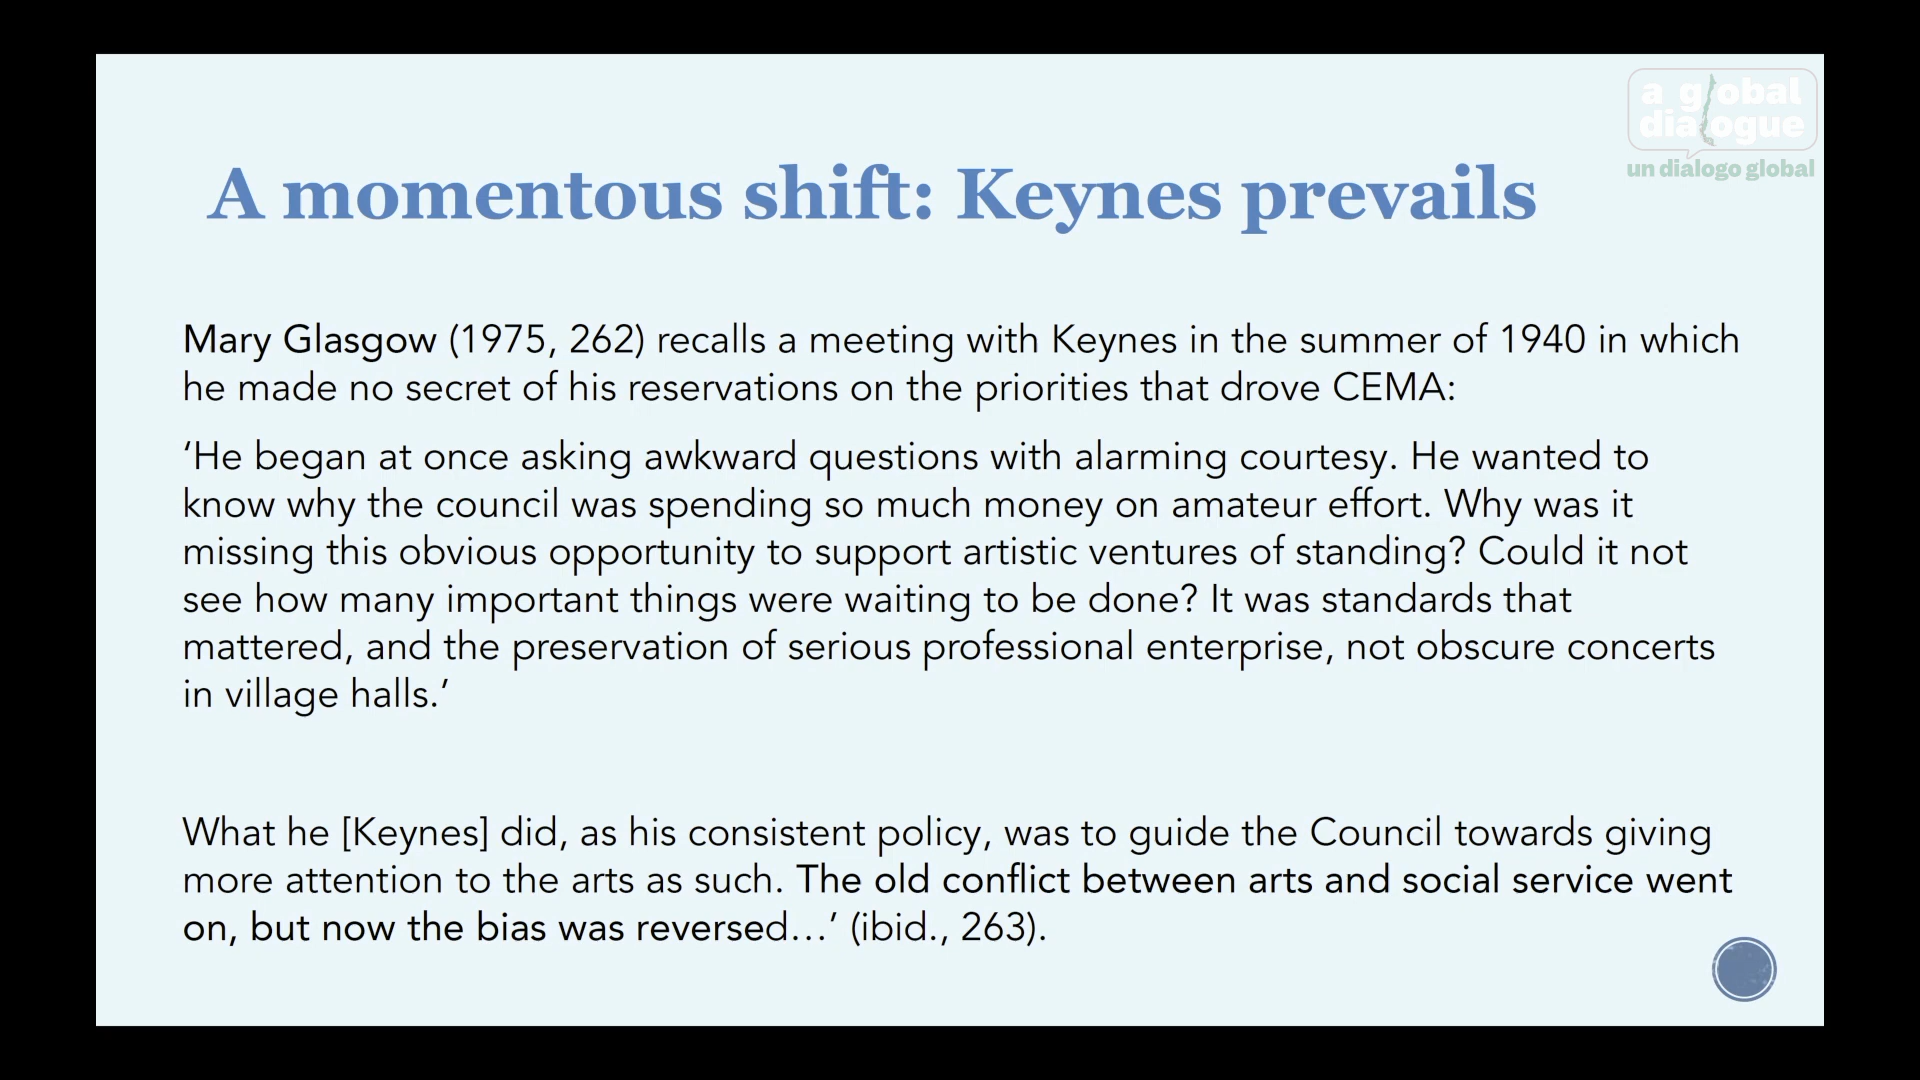 a global
dialogue
un dialogo global
A momentous shift: Keynes prevails
Mary Glasgow (1975, 262) recalls a meeting with Keynes in the summer of 1940 in which
he made no secret of his reservations on the priorities that drove CEMA:
‘He began at once asking awkward questions with alarming courtesy. He wanted to
know why the council was spending so much money on amateur effort. Why was it
missing this obvious opportunity to support artistic ventures of standing? Could it not
see how many important things were waiting to be done? It was standards that
mattered, and the preservation of serious professional enterprise, not obscure concerts
in village halls.’
What he [Keynes] did, as his consistent policy, was to guide the Council towards giving
more attention to the arts as such. The old conflict between arts and social service went
on, but now the bias was reversed…’ (ibid., 263).